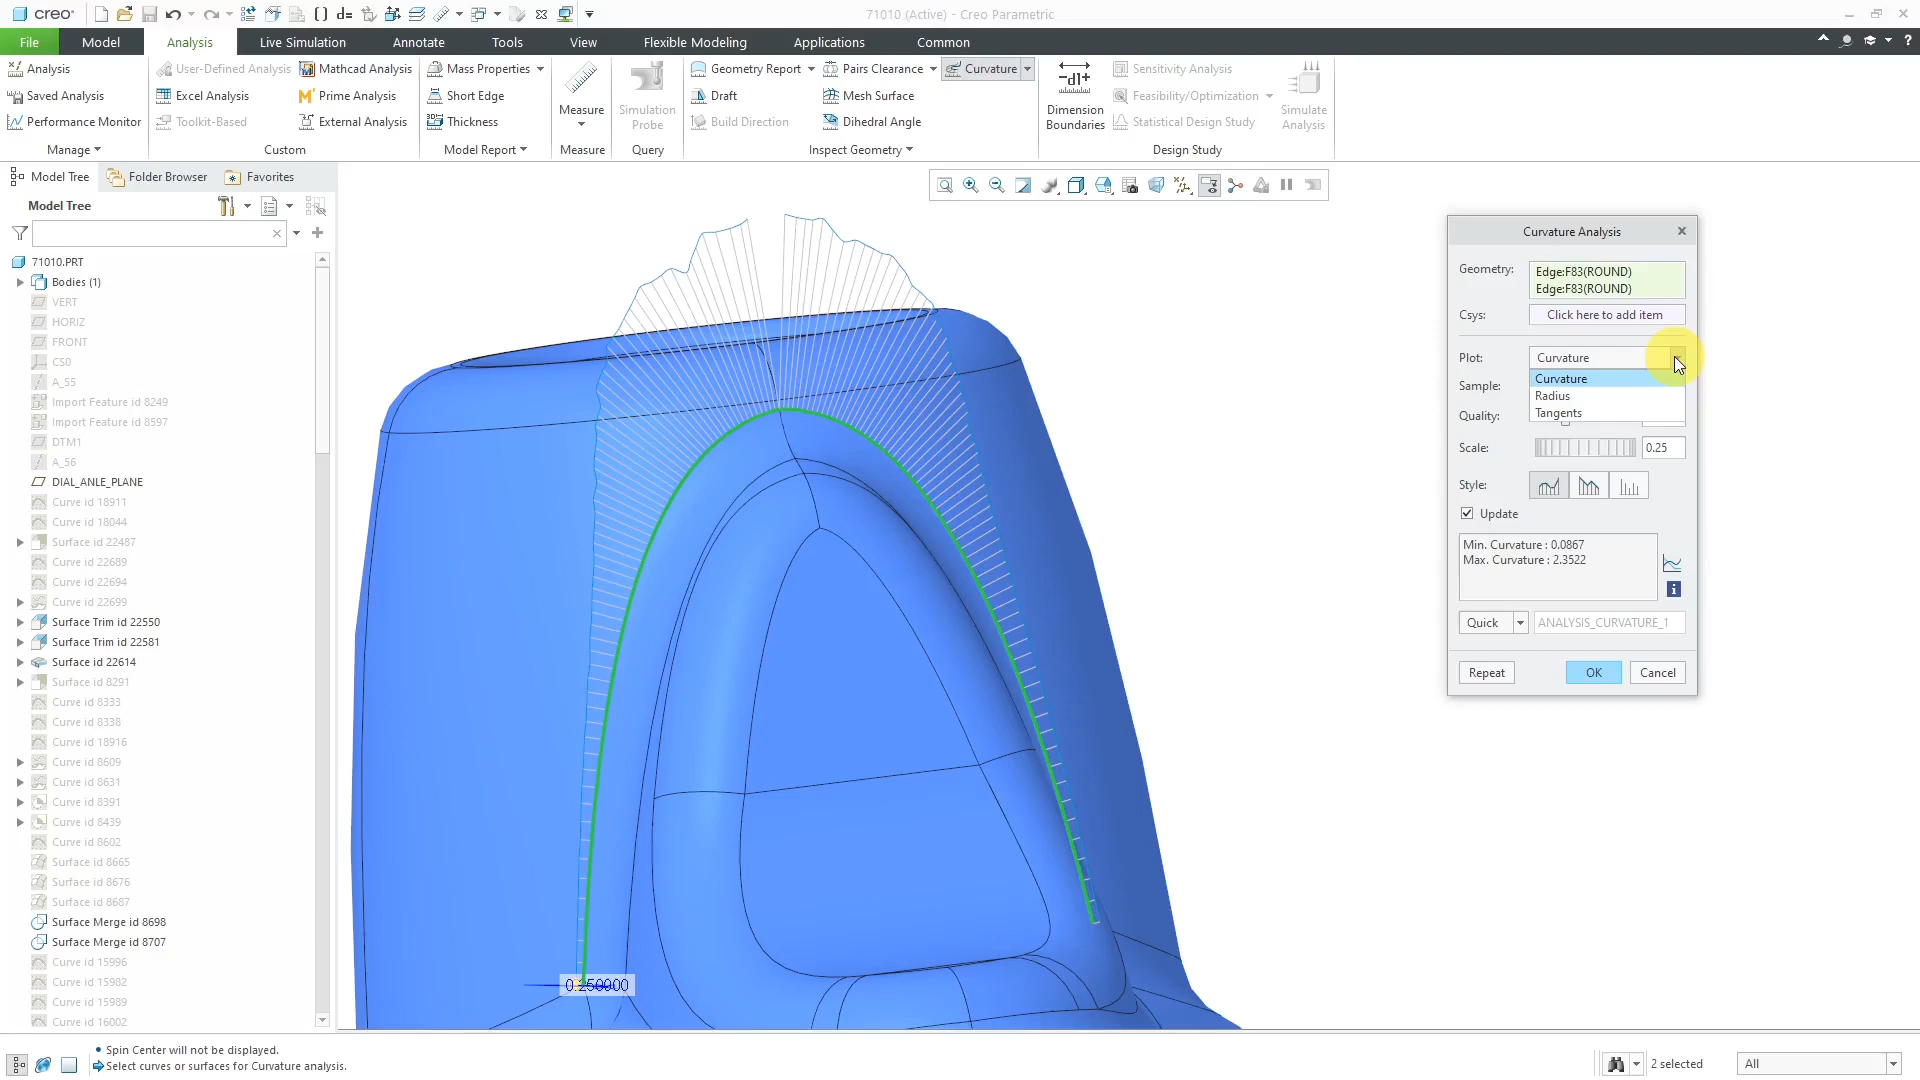 creo
71010 (Active) - Creo Parametric
File Model Analysis Live Simulation Annotate Tools View Flexible Modeling Applications Common
Analysis User-Defined Analysis Mathcad Analysis Mass Properties Geometry Report Pairs Clearance Curvature Sensitivity Analysis
Saved Analysis Excel Analysis Prime Analysis Short Edge Draft Mesh Surface Feasibility/Optimization
Measure Simulation Probe Dimension Boundaries Simulate Analysis
Performance Monitor Toolkit-Based External Analysis Thickness Build Direction Dihedral Angle Statistical Design Study
Manage Custom Model Report Measure Query Inspect Geometry Design Study
Model Tree Folder Browser Favorites
Model Tree
71010.PRT
Bodies (1)
VERT
HORIZ
FRONT
CS0
A_55
Import Feature id 8249
Import Feature id 8597
DTM1
A_56
DIAL_ANLE_PLANE
Curve id 18911
Curve id 18044
Surface id 22487
Curve id 22689
Curve id 22694
Curve id 22699
Surface Trim id 22550
Surface Trim id 22581
Surface id 22614
Surface id 8291
Curve id 8333
Curve id 8338
Curve id 18916
Curve id 8609
Curve id 8631
Curve id 8391
Curve id 8439
Curve id 8602
Surface id 8665
Surface id 8676
Surface id 8687
Surface Merge id 8698
Surface Merge id 8707
Curve id 15996
Curve id 15982
Curve id 15989
Curve id 16002
0.250000
Curvature Analysis
Geometry: Edge:F83(ROUND)
Edge:F83(ROUND)
Csys: Click here to add item
Plot: Curvature
Curvature
Sample: Radius
Quality: Tangents
Scale: 0.25
Style:
Update
Min. Curvature : 0.0867
Max. Curvature : 2.3522
Quick ANALYSIS_CURVATURE_1
Repeat OK Cancel
• Spin Center will not be displayed.
Select curves or surfaces for Curvature analysis.
2 selected All